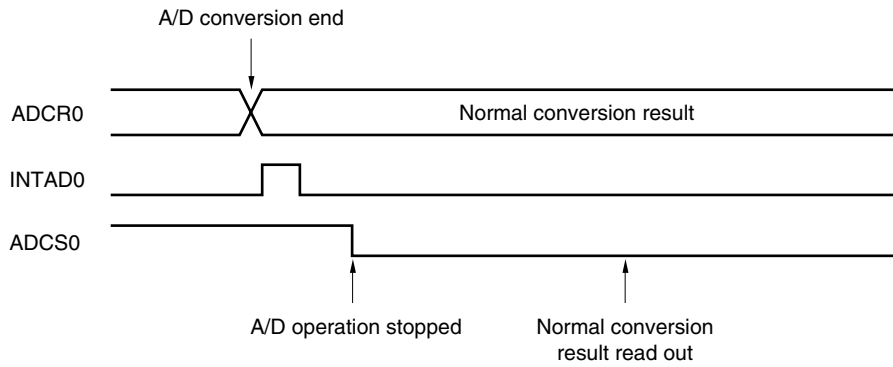 A/D conversion end
ADCR0
Normal conversion result
INTAD0
ADCS0
A/D operation stopped
Normal conversion
result read out